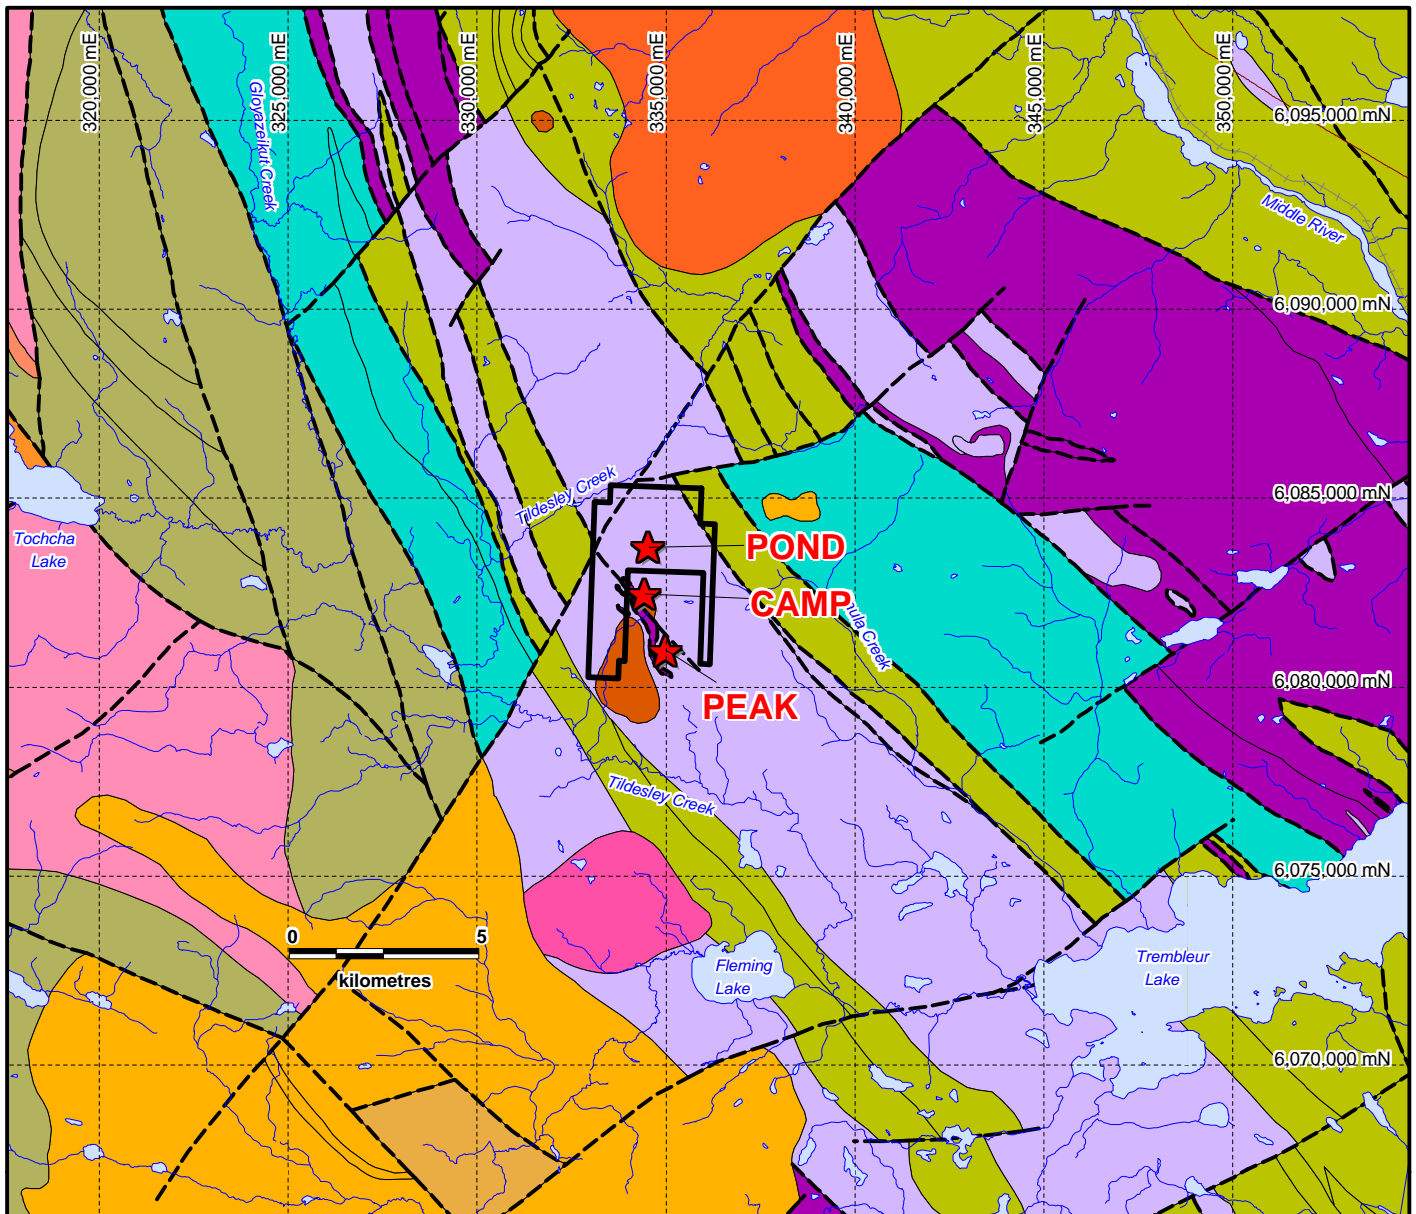 320,000 mE
325,000 mE
330,000 mE
335,000 mE
340,000 mE
345,000 mE
350,000 mE
6,095,000 mN
Gloyazeikut Creek
Middle River
6,090,000 mN
Tildesley Creek
6,085,000 mN
Tochcha
Lake
POND
CAMP
Creek
6,080,000 mN
PEAK
Tildesley Creek
6,075,000 mN
0 5
kilometres
Fleming
Lake
Trembleur
Lake
6,070,000 mN